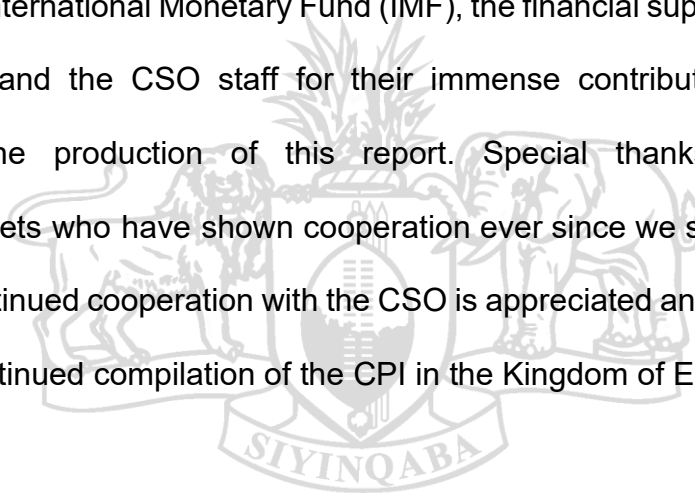 nternational Monetary Fund (IMF), the financial sup
and the CSO staff for their immense contribut
ne production of this report. Special thank
ets who have shown cooperation ever since we s
tinued cooperation with the CSO is appreciated an
tinued compilation of the CPI in the Kingdom of E
SIYINQABA